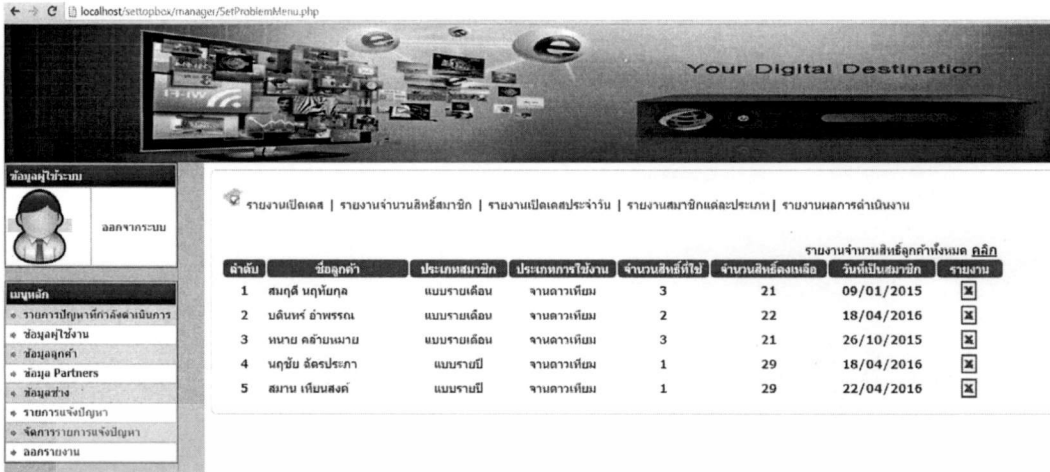 localhost/settopbox/manager/SetProblemMenu.php
WI-FI
Your Digital Destination
ข้อมูลผู้ใช้ระบบ
ออกจากระบบ
รายงานเปิดเคส | รายงานจำนวนสิทธิ์สมาชิก | รายงานเปิดเคสประจำวัน | รายงานสมาชิกแต่ละประเภท | รายงานผลการดำเนินงาน
รายงานจำนวนสิทธิ์ลูกค้าทั้งหมด คลิก
ลำดับ ชื่อลูกค้า ประเภทสมาชิก ประเภทการใช้งาน จำนวนสิทธิ์ที่ใช้ จำนวนสิทธิ์คงเหลือ วันที่เป็นสมาชิก รายงาน
1 สมฤดี นฤทัยกุล แบบรายเดือน จานดาวเทียม 3 21 09/01/2015
2 บดินทร์ อำพรรณ แบบรายเดือน จานดาวเทียม 2 22 18/04/2016
3 ทนาย คล้ายหมาย แบบรายเดือน จานดาวเทียม 3 21 26/10/2015
4 นฤชัย ฉัตรประภา แบบรายปี จานดาวเทียม 1 29 18/04/2016
5 สมาน เทียนสงค์ แบบรายปี จานดาวเทียม 1 29 22/04/2016
เมนูหลัก
รายการปัญหาที่กำลังดำเนินการ
ข้อมูลผู้ใช้งาน
ข้อมูลลูกค้า
ข้อมูล Partners
ข้อมูลช่าง
รายการแจ้งปัญหา
จัดการรายการแจ้งปัญหา
ออกรายงาน